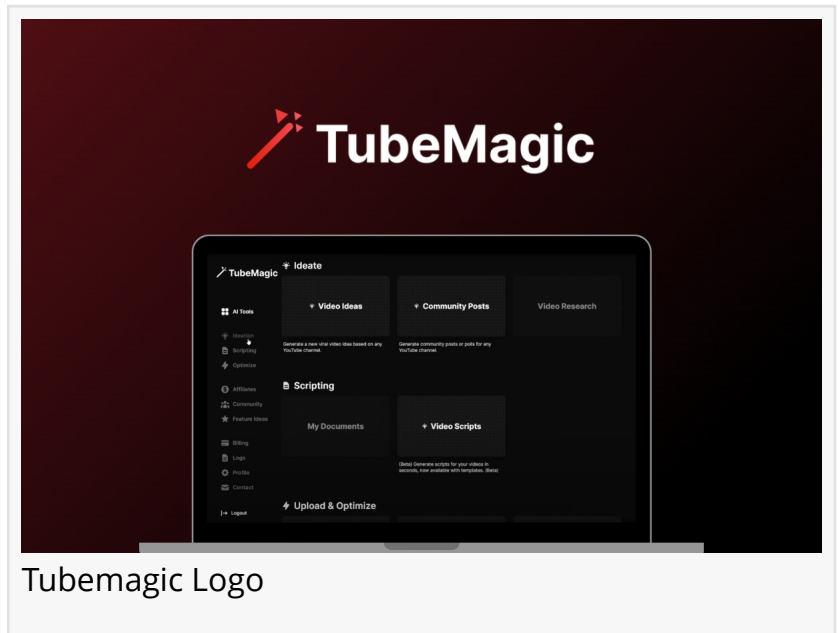 TubeMagic
TubeMagic
AI Tools
Ideation
Scripting
Optimize
Affiliates
Community
Feature Ideas
Billing
Logs
Profile
Contact
Logout
Ideate
Video Ideas
Community Posts
Video Research
Generate a new viral video idea based on any
YouTube channel.
Generate community posts or polls for any
YouTube channel.
Scripting
My Documents
Video Scripts
(Beta) Generate scripts for your videos in
seconds, now available with templates. (Beta)
Upload & Optimize
Tubemagic Logo